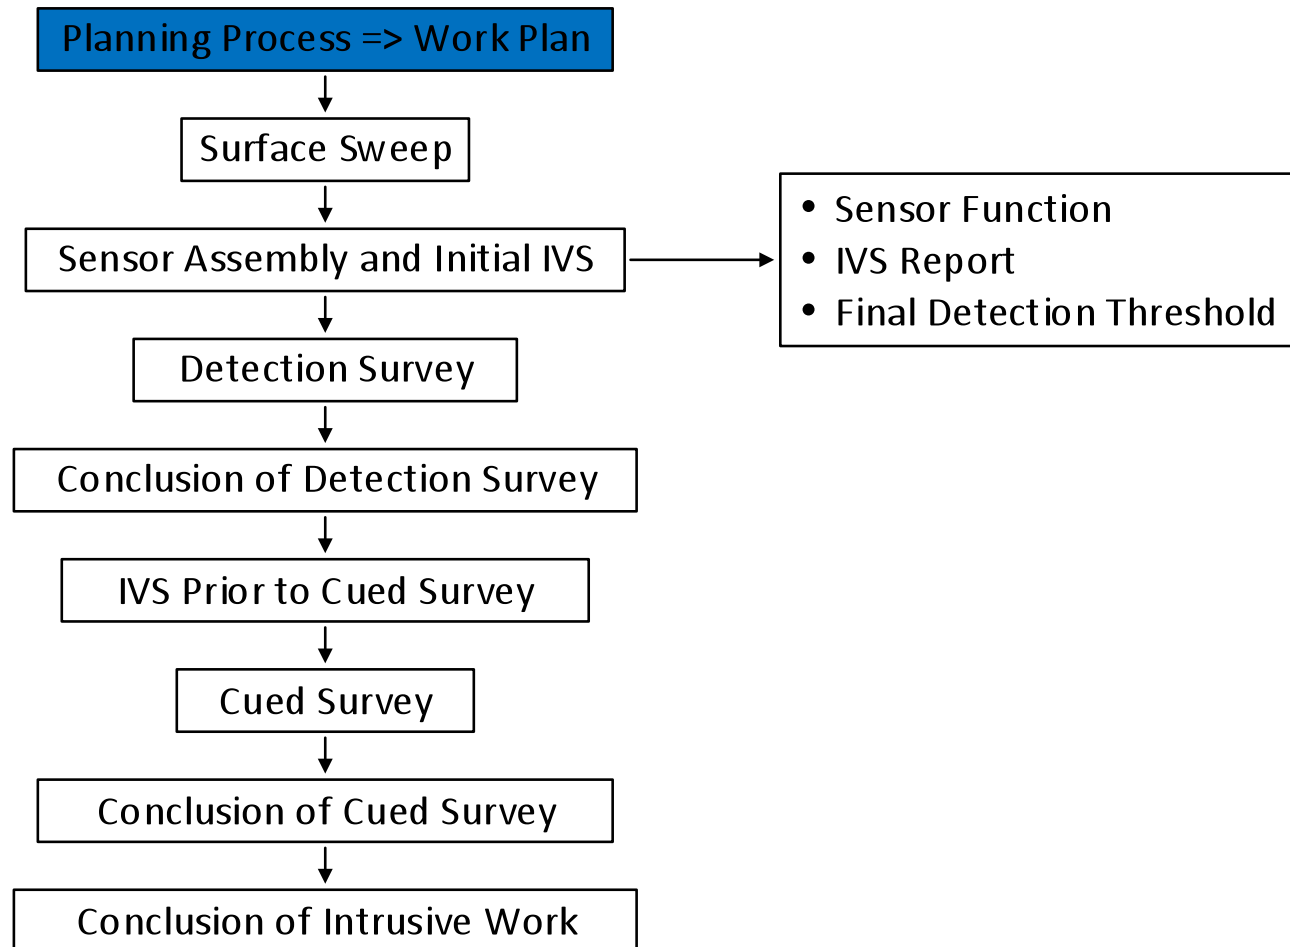 Planning Process => Work Plan
Surface Sweep
Sensor Assembly and Initial IVS
• Sensor Function
• IVS Report
• Final Detection Threshold
Detection Survey
Conclusion of Detection Survey
IVS Prior to Cued Survey
Cued Survey
Conclusion of Cued Survey
Conclusion of Intrusive Work